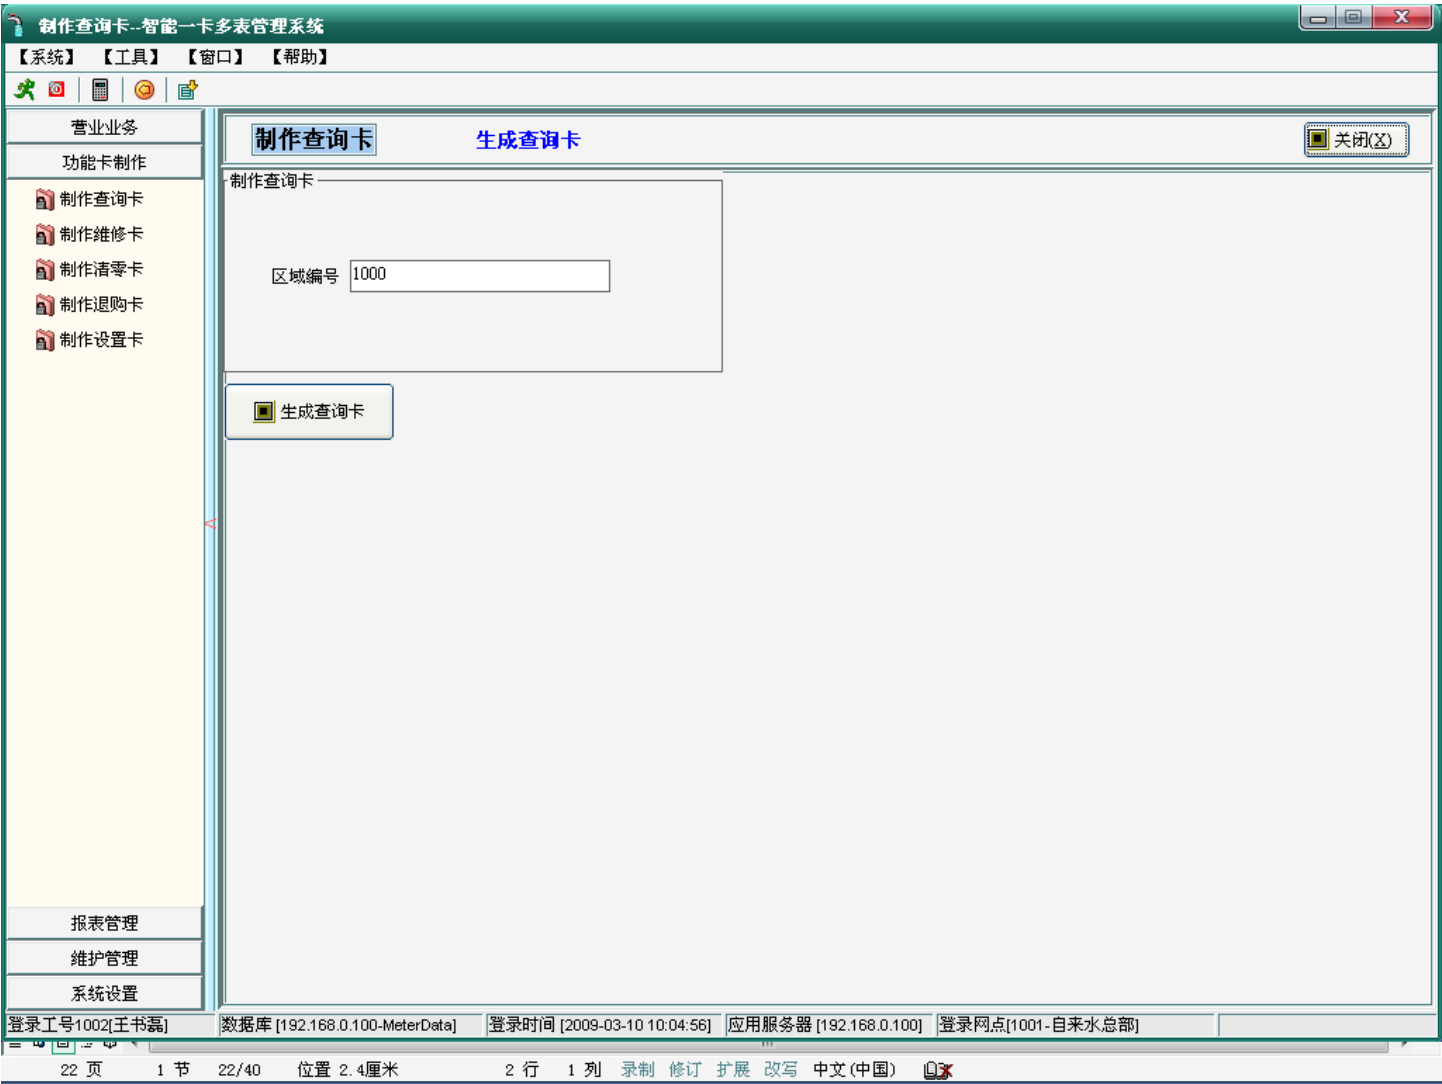 制作查询卡--智能一卡多表管理系统
【系统】 【工具】 【窗口】 【帮助】
营业业务
功能卡制作
制作查询卡
制作维修卡
制作清零卡
制作退购卡
制作设置卡
报表管理
维护管理
系统设置
制作查询卡 生成查询卡 关闭(X)
制作查询卡
区域编号 1000
生成查询卡
<
登录工号1002[王书磊] 数据库 [192.168.0.100-MeterData] 登录时间 [2009-03-10 10:04:56] 应用服务器 [192.168.0.100] 登录网点[1001-自来水总部]
22 页 1 节 22/40 位置 2.4厘米 2 行 1 列 录制 修订 扩展 改写 中文(中国)